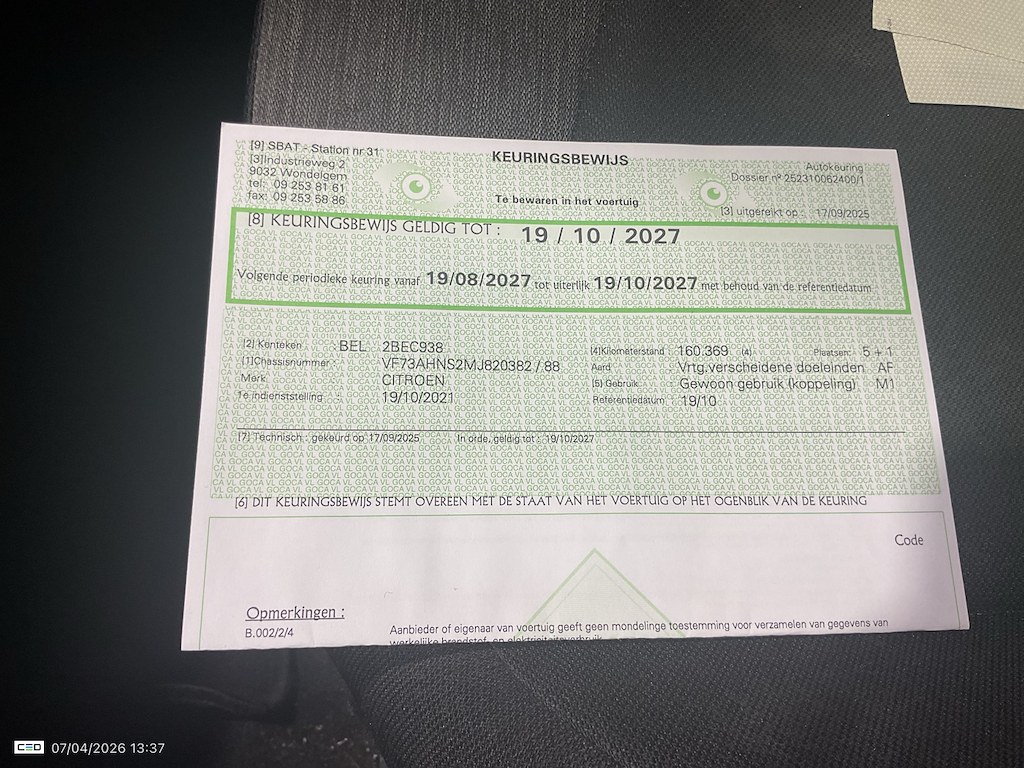 [9] SBAT - Station nr 31
KEURINGSBEWIJS
Autokeuring
[3]Industrieweg 2
9032 Wondelgem
Dossier nº 252310062400/1
tel: 09 253 81 61
fax: 09 253 58 86
Te bewaren in het voertuig
[3] uitgereikt op : 17/09/2025
[8] KEURINGSBEWIJS GELDIG TOT : 19 / 10 / 2027
Volgende periodieke keuring vanaf 19/08/2027 tot uiterlijk 19/10/2027 met behoud van de referentiedatum
[2] Kenteken : BEL 2BEC938
[4]Kilometerstand 160.369 (4) Plaatsen: 5 + 1
[1]Chassisnummer : VF73AHNS2MJ820382 / 88
Aard Vrtg.verscheidene doeleinden AF
Merk CITROEN
[5] Gebruik : Gewoon gebruik (koppeling) M1
1e indienststelling : 19/10/2021
Referentiedatum : 19/10
[7] Technisch : gekeurd op 17/09/2025 In orde, geldig tot : 19/10/2027
[6] DIT KEURINGSBEWIJS STEMT OVEREEN MET DE STAAT VAN HET VOERTUIG OP HET OGENBLIK VAN DE KEURING
Code
Opmerkingen :
B.002/2/4
Aanbieder of eigenaar van voertuig geeft geen mondelinge toestemming voor verzamelen van gegevens van
werkelijke brandstof- en elektriciteitsverbruik
CEO 07/04/2026 13:37